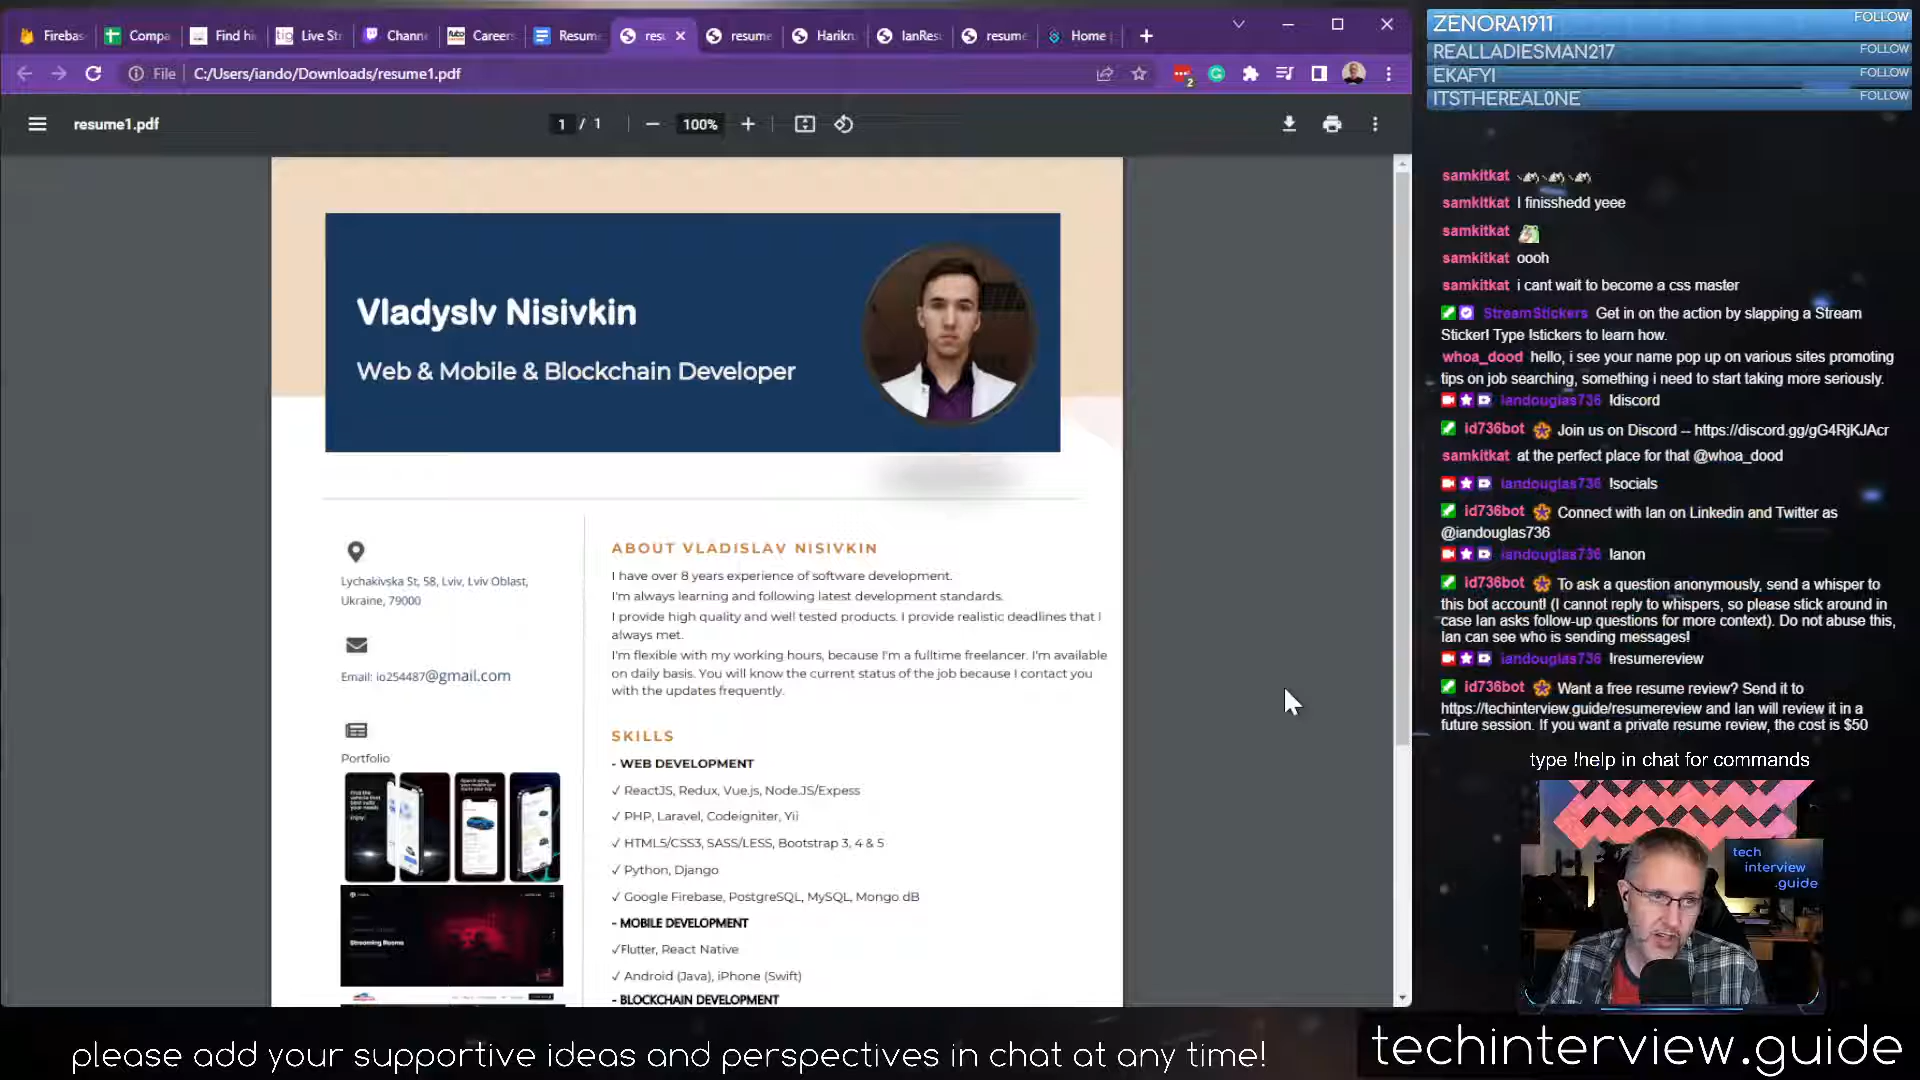 Firebas
Compa
Find hi
Live Str
Chann
Careers
Resum
resu
resume
Harikru
IanRes
resume
Home |
File
C:/Users/iando/Downloads/resume1.pdf
2
resume1.pdf
1 / 1
100%
Vladyslv Nisivkin
Web & Mobile & Blockchain Developer
Lychakivska St, 58, Lviv, Lviv Oblast,
Ukraine, 79000
Email: io254487@gmail.com
Portfolio
Streaming Rooms
ABOUT VLADISLAV NISIVKIN
I have over 8 years experience of software development.
I'm always learning and following latest development standards.
I provide high quality and well tested products. I provide realistic deadlines that I
always met.
I'm flexible with my working hours, because I'm a fulltime freelancer. I'm available
on daily basis. You will know the current status of the job because I contact you
with the updates frequently.
SKILLS
- WEB DEVELOPMENT
✓ ReactJS, Redux, Vue.js, Node.JS/Expess
✓ PHP, Laravel, Codeigniter, Yii
✓ HTML5/CSS3, SASS/LESS, Bootstrap 3, 4 & 5
✓ Python, Django
✓ Google Firebase, PostgreSQL, MySQL, Mongo dB
- MOBILE DEVELOPMENT
✓Flutter, React Native
✓ Android (Java), iPhone (Swift)
- BLOCKCHAIN DEVELOPMENT
ZENORA1911 FOLLOW
REALLADIESMAN217 FOLLOW
EKAFYI FOLLOW
ITSTHEREAL0NE FOLLOW
samkitkat
samkitkat I finisshedd yeee
samkitkat
samkitkat oooh
samkitkat i cant wait to become a css master
StreamStickers Get in on the action by slapping a Stream
Sticker! Type !stickers to learn how.
whoa_dood hello, i see your name pop up on various sites promoting
tips on job searching, something i need to start taking more seriously.
iandouglas736 !discord
id736bot Join us on Discord -- https://discord.gg/gG4RjKJAcr
samkitkat at the perfect place for that @whoa_dood
iandouglas736 !socials
id736bot Connect with Ian on Linkedin and Twitter as
@iandouglas736
iandouglas736 !anon
id736bot To ask a question anonymously, send a whisper to
this bot account! (I cannot reply to whispers, so please stick around in
case Ian asks follow-up questions for more context). Do not abuse this,
Ian can see who is sending messages!
iandouglas736 !resumereview
id736bot Want a free resume review? Send it to
https://techinterview.guide/resumereview and Ian will review it in a
future session. If you want a private resume review, the cost is $50
type !help in chat for commands
tech
interview
.guide
please add your supportive ideas and perspectives in chat at any time!
techinterview.guide